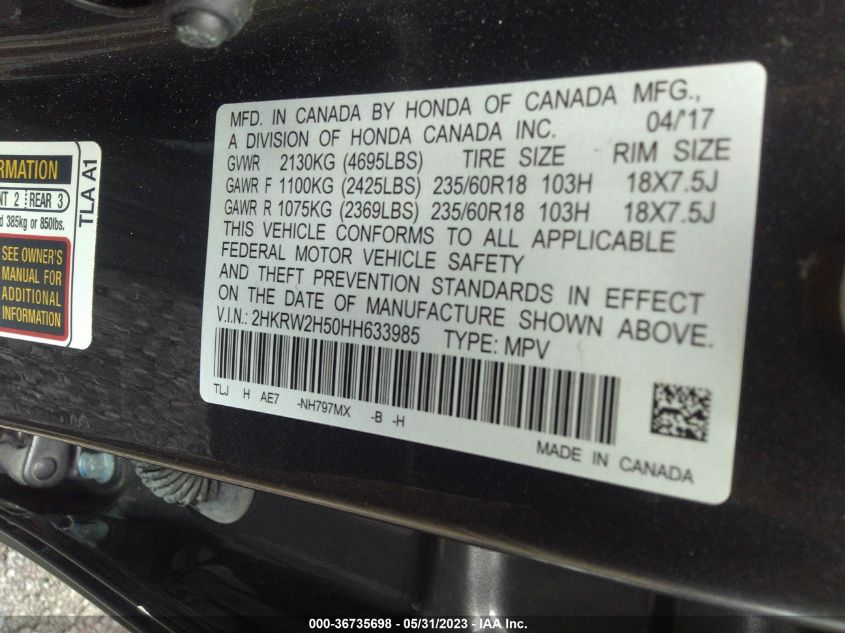 MFD. IN CANADA BY HONDA OF CANADA MFG.,
A DIVISION OF HONDA CANADA INC. 04/'17
GVWR 2130KG (4695LBS) TIRE SIZE RIM SIZE
GAWR F 1100KG (2425LBS) 235/60R18 103H 18X7.5J
GAWR R 1075KG (2369LBS) 235/60R18 103H 18X7.5J
THIS VEHICLE CONFORMS TO ALL APPLICABLE
FEDERAL MOTOR VEHICLE SAFETY
AND THEFT PREVENTION STANDARDS IN EFFECT
ON THE DATE OF MANUFACTURE SHOWN ABOVE.
V.I.N.: 2HKRW2H50HH633985 TYPE: MPV
TLJ H AE7 -NH797MX -B -H
MADE IN CANADA
2 REAR 3
385kg or 850lbs.
SEE OWNER'S
MANUAL FOR
ADDITIONAL
INFORMATION
TLA A1
000-36735698 - 05/31/2023 - IAA Inc.